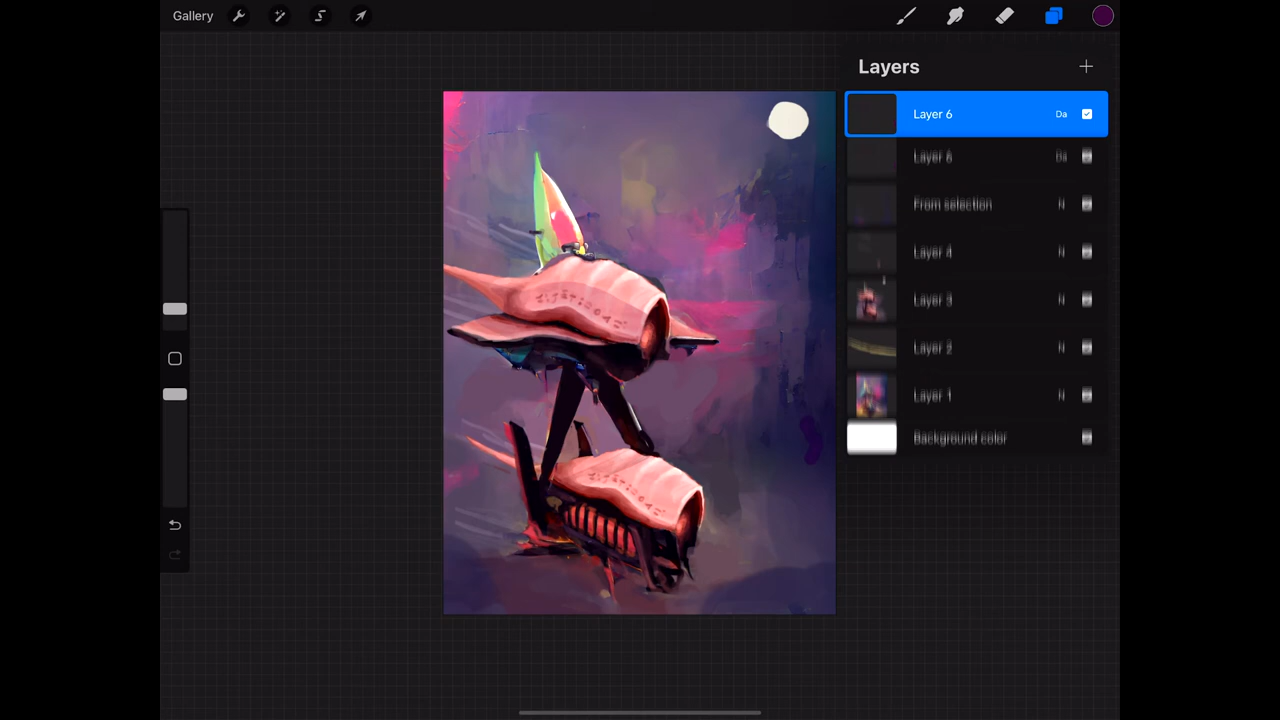 Gallery
Layers
Layer 6 Da
Layer 6 Da
From selection N
Layer 4 N
Layer 3 N
Layer 2 N
Layer 1 N
Background color